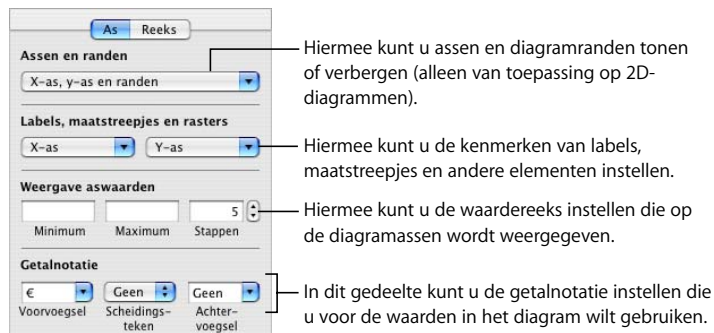 As Reeks
Assen en randen
X-as, y-as en randen
Labels, maatstreepjes en rasters
X-as Y-as
Weergave aswaarden
5
Minimum Maximum Stappen
Getalnotatie
€ Geen Geen
Voorvoegsel Scheidings- Achter-
teken voegsel
Hiermee kunt u assen en diagramranden tonen
of verbergen (alleen van toepassing op 2D-
diagrammen).
Hiermee kunt u de kenmerken van labels,
maatstreepjes en andere elementen instellen.
Hiermee kunt u de waardereeks instellen die op
de diagramassen wordt weergegeven.
In dit gedeelte kunt u de getalnotatie instellen die
u voor de waarden in het diagram wilt gebruiken.